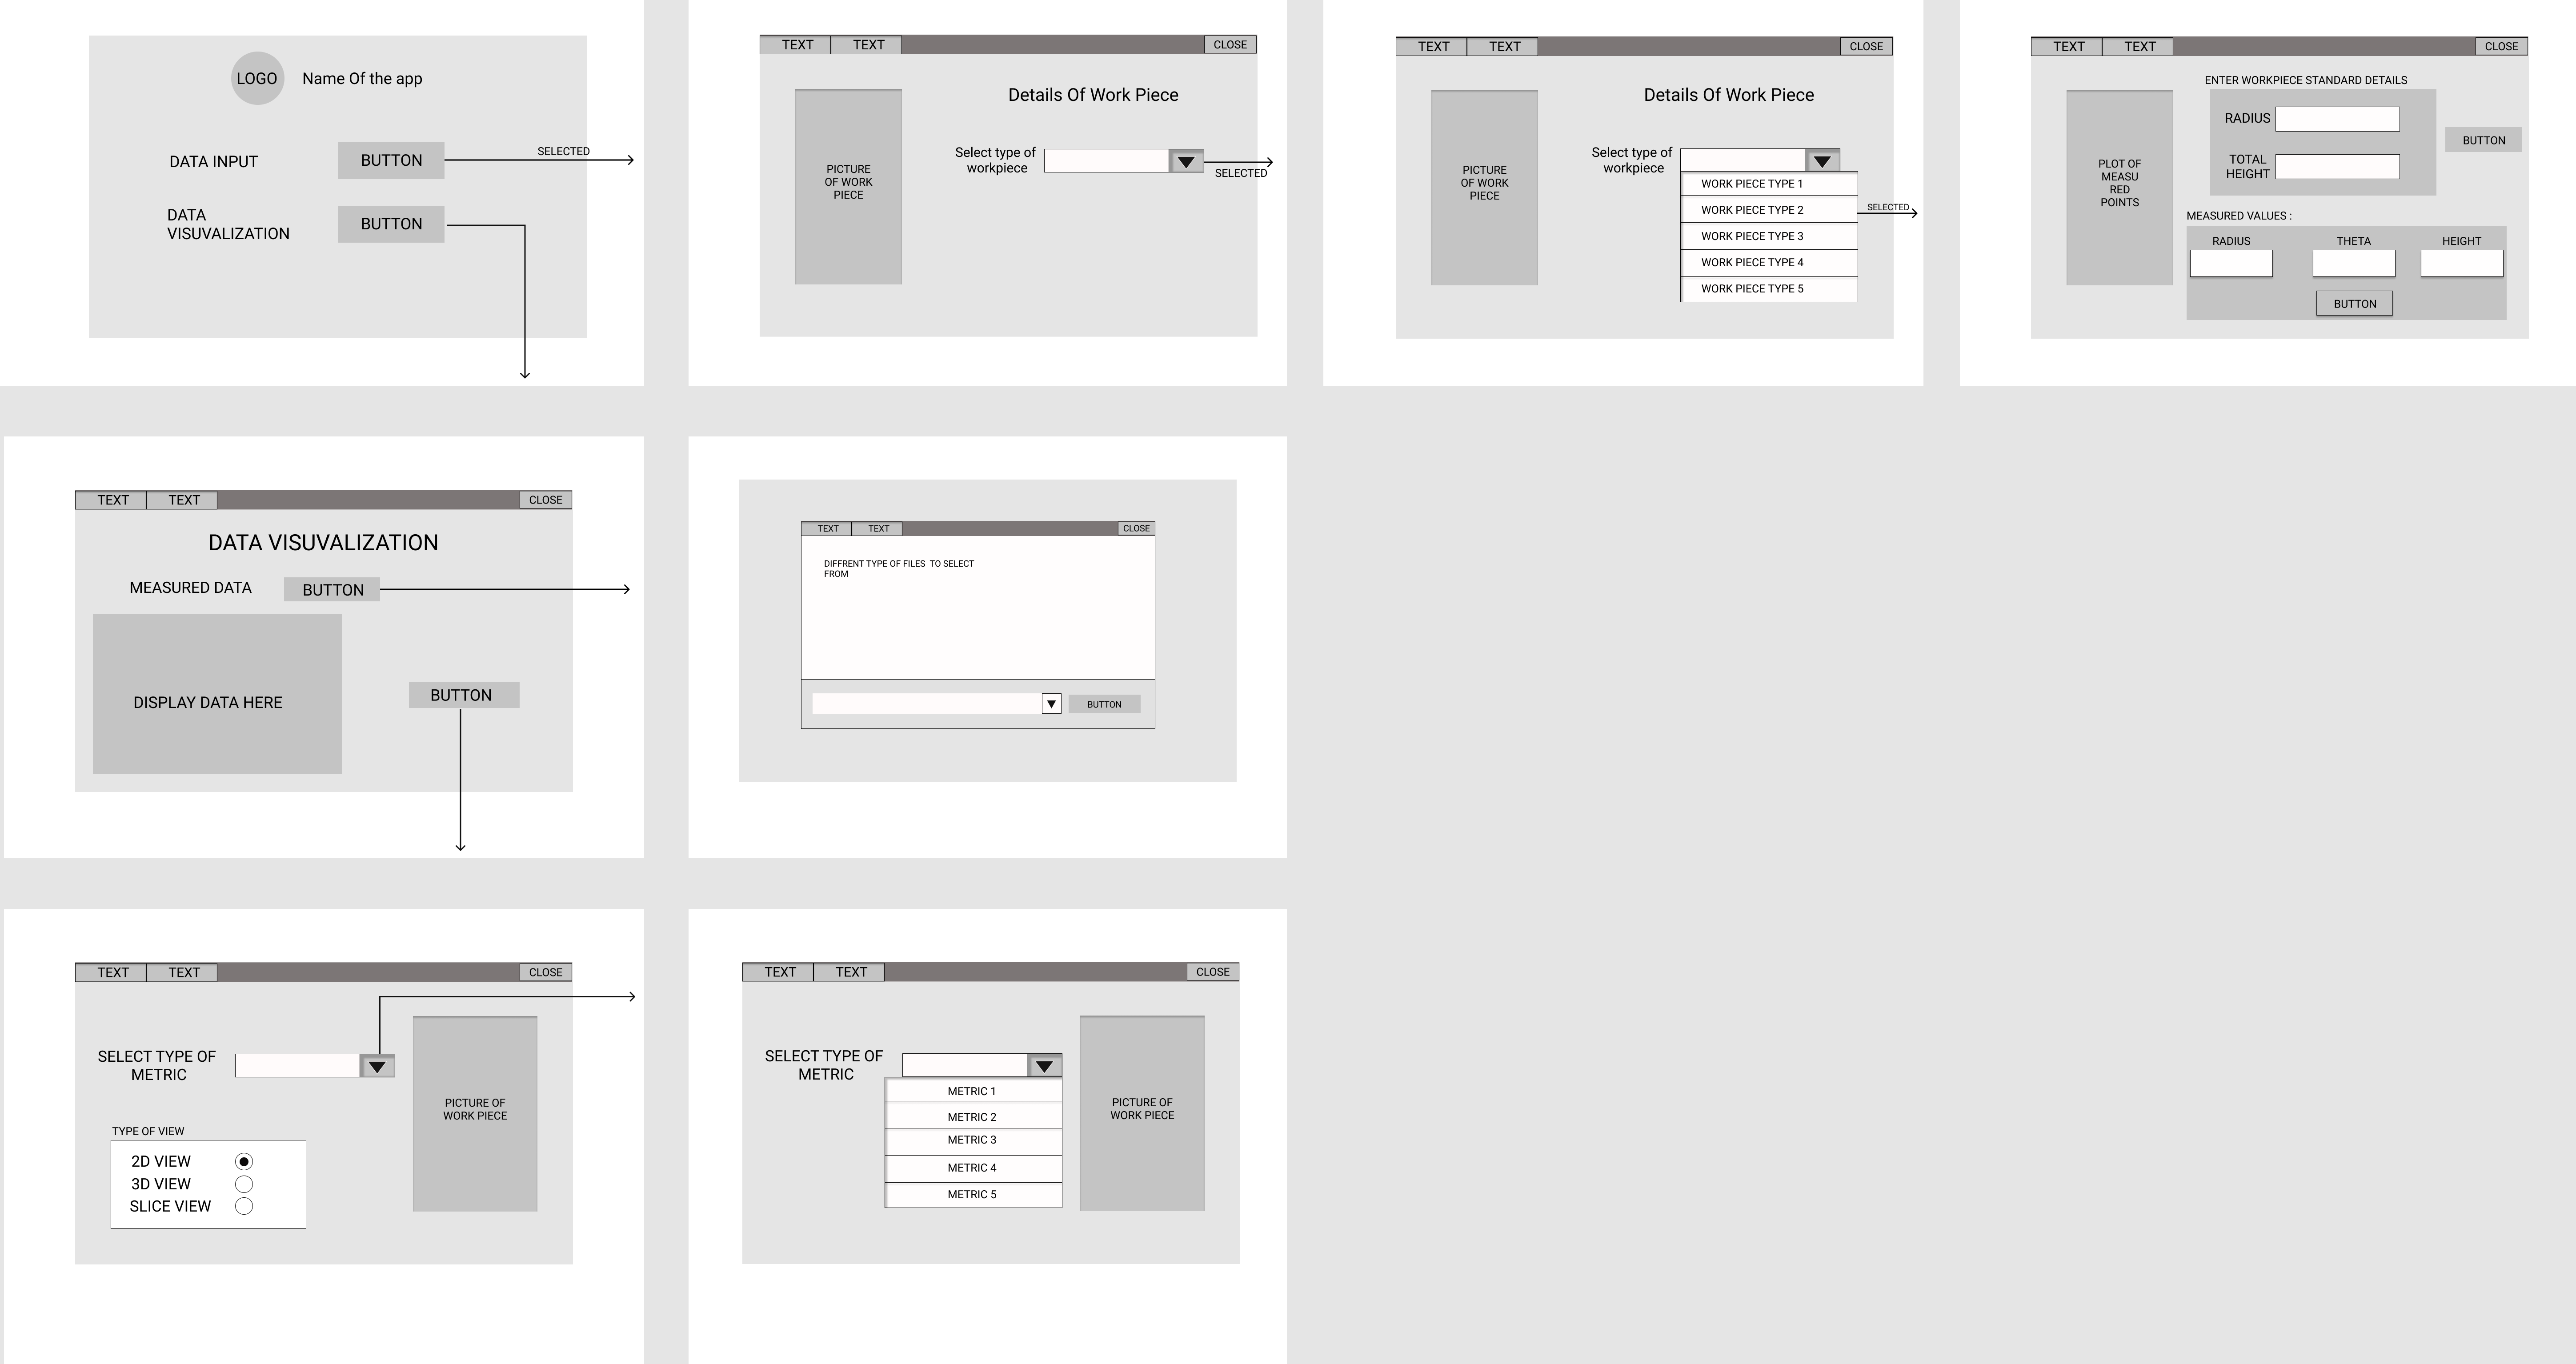 LOGO
Name Of the app
DATA INPUT
BUTTON
SELECTED
DATA
VISUVALIZATION
BUTTON
TEXT
TEXT
CLOSE
Details Of Work Piece
PICTURE
OF WORK
PIECE
Select type of
workpiece
SELECTED
TEXT
TEXT
CLOSE
Details Of Work Piece
PICTURE
OF WORK
PIECE
Select type of
workpiece
WORK PIECE TYPE 1
WORK PIECE TYPE 2
WORK PIECE TYPE 3
WORK PIECE TYPE 4
WORK PIECE TYPE 5
SELECTED
TEXT
TEXT
CLOSE
ENTER WORKPIECE STANDARD DETAILS
PLOT OF
MEASU
RED
POINTS
RADIUS
TOTAL
HEIGHT
BUTTON
MEASURED VALUES :
RADIUS
THETA
HEIGHT
BUTTON
TEXT
TEXT
CLOSE
DATA VISUVALIZATION
MEASURED DATA
BUTTON
DISPLAY DATA HERE
BUTTON
TEXT
TEXT
CLOSE
DIFFRENT TYPE OF FILES TO SELECT
FROM
BUTTON
TEXT
TEXT
CLOSE
SELECT TYPE OF
METRIC
PICTURE OF
WORK PIECE
TYPE OF VIEW
2D VIEW
3D VIEW
SLICE VIEW
TEXT
TEXT
CLOSE
SELECT TYPE OF
METRIC
METRIC 1
METRIC 2
METRIC 3
METRIC 4
METRIC 5
PICTURE OF
WORK PIECE